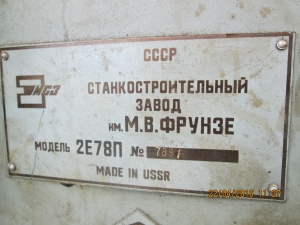 СССР
СТАНКОСТРОИТЕЛЬНЫЙ
ЗАВОД
им. М.В.ФРУНЗЕ
МОДЕЛЬ 2Е78П №
MADE IN USSR